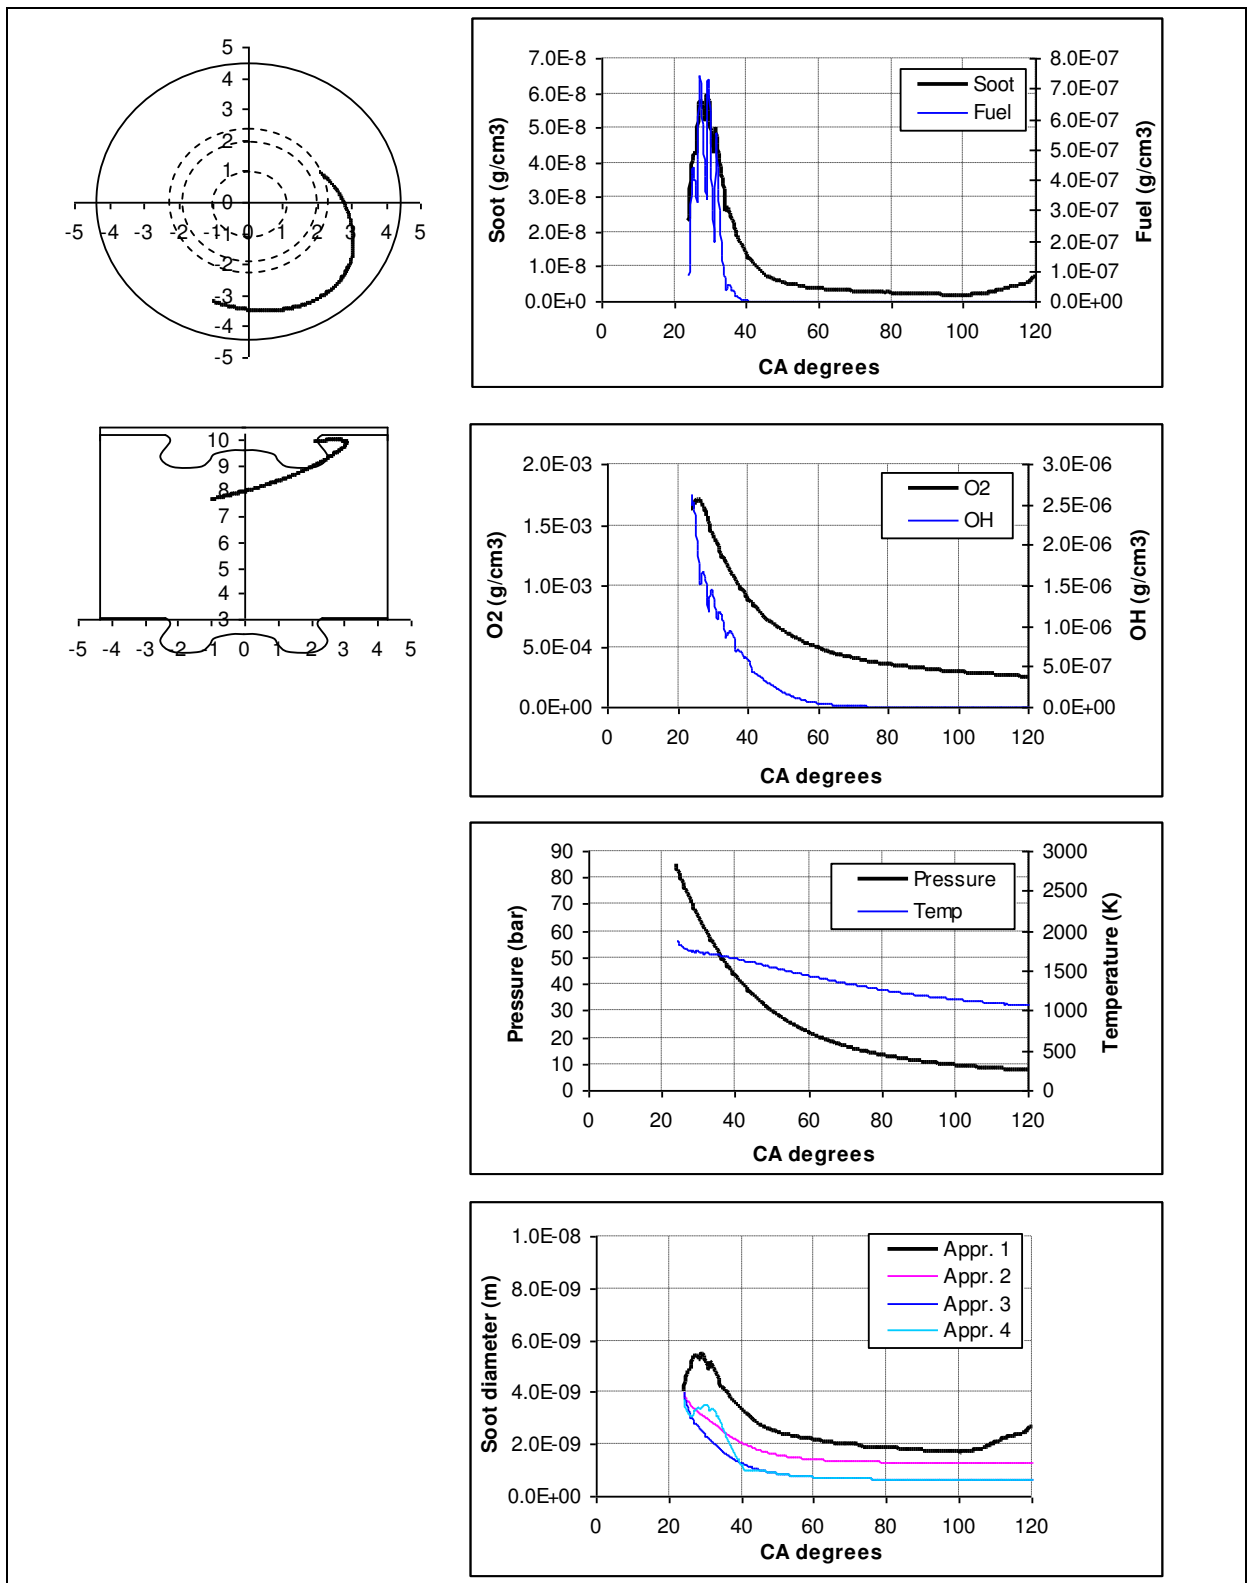 5
4
3
2
1
0
-5 -4 -3 -2 -1 0 1 2 3 4 5
-1
-2
-3
-4
-5
7.0E-8 8.0E-07
6.0E-8 7.0E-07
5.0E-8 6.0E-07
4.0E-8 5.0E-07
3.0E-8 4.0E-07
2.0E-8 3.0E-07
1.0E-8 2.0E-07
0.0E+0 1.0E-07
0.0E+00
Soot (g/cm3)
Fuel (g/cm3)
Soot
Fuel
0 20 40 60 80 100 120
CA degrees
10
9
8
7
6
5
4
3
-5 -4 -3 -2 -1 0 1 2 3 4 5
2.0E-03 3.0E-06
1.5E-03 2.5E-06
1.0E-03 2.0E-06
5.0E-04 1.5E-06
0.0E+00 1.0E-06
5.0E-07
0.0E+00
O2 (g/cm3)
OH (g/cm3)
O2
OH
0 20 40 60 80 100 120
CA degrees
90 3000
80 2500
70 2000
60 1500
50 1000
40 500
30 0
20
10
0
Pressure (bar)
Temperature (K)
Pressure
Temp
0 20 40 60 80 100 120
CA degrees
1.0E-08
8.0E-09
6.0E-09
4.0E-09
2.0E-09
0.0E+00
Soot diameter (m)
Appr. 1
Appr. 2
Appr. 3
Appr. 4
0 20 40 60 80 100 120
CA degrees